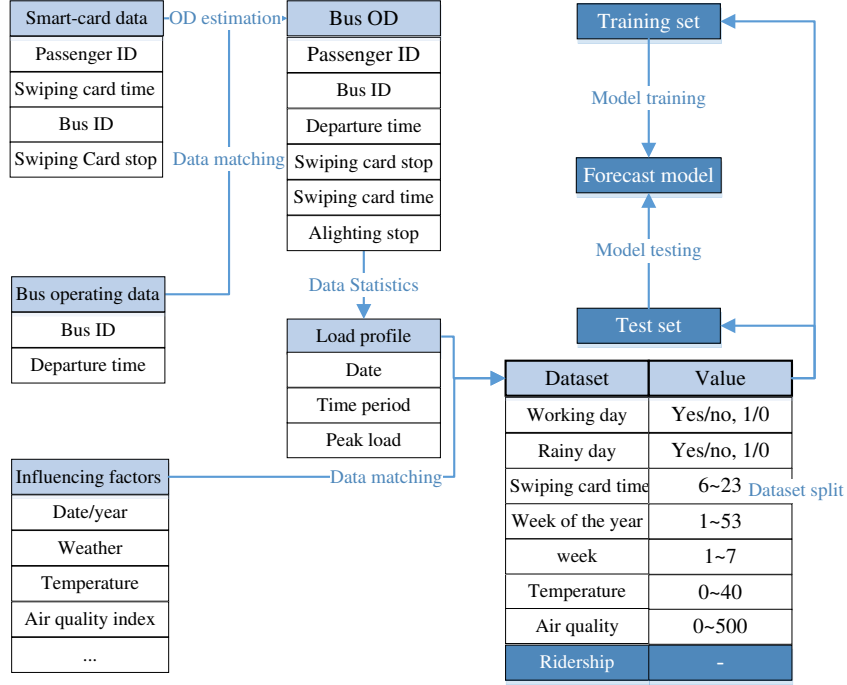 Smart-card data
OD estimation
Bus OD
Training set
Passenger ID
Swiping card time
Bus ID
Swiping Card stop
Passenger ID
Bus ID
Departure time
Swiping card stop
Swiping card time
Alighting stop
Data matching
Model training
Forecast model
Model testing
Test set
Bus operating data
Bus ID
Departure time
Data Statistics
Load profile
Date
Time period
Peak load
Influencing factors
Date/year
Weather
Temperature
Air quality index
...
Data matching
Dataset Value
Working day Yes/no, 1/0
Rainy day Yes/no, 1/0
Swiping card time 6~23
Week of the year 1~53
week 1~7
Temperature 0~40
Air quality 0~500
Ridership -
Dataset split